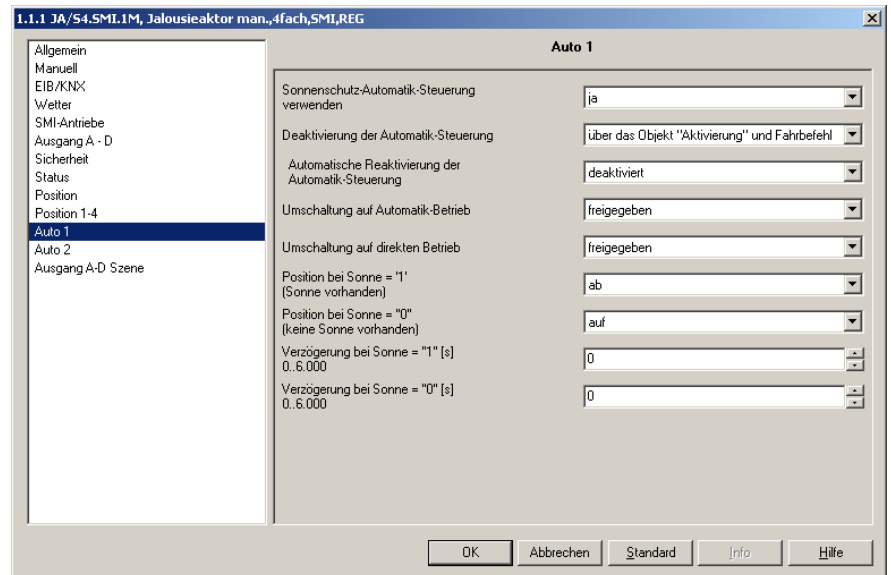 1.1.1 JA/S4.SMI.1M, Jalousieaktor man.,4fach,SMI,REG
Allgemein
Manuell
EIB/KNX
Wetter
SMI-Antriebe
Ausgang A - D
Sicherheit
Status
Position
Position 1-4
Auto 1
Auto 2
Ausgang A-D Szene
Auto 1
Sonnenschutz-Automatik-Steuerung
verwenden
ja
Deaktivierung der Automatik-Steuerung
über das Objekt "Aktivierung" und Fahrbefehl
Automatische Reaktivierung der
Automatik-Steuerung
deaktiviert
Umschaltung auf Automatik-Betrieb
freigegeben
Umschaltung auf direkten Betrieb
freigegeben
Position bei Sonne = '1'
(Sonne vorhanden)
ab
Position bei Sonne = "0"
(keine Sonne vorhanden)
auf
Verzögerung bei Sonne = "1" [s]
0..6.000
0
Verzögerung bei Sonne = "0" [s]
0..6.000
0
OK
Abbrechen
Standard
Info
Hilfe